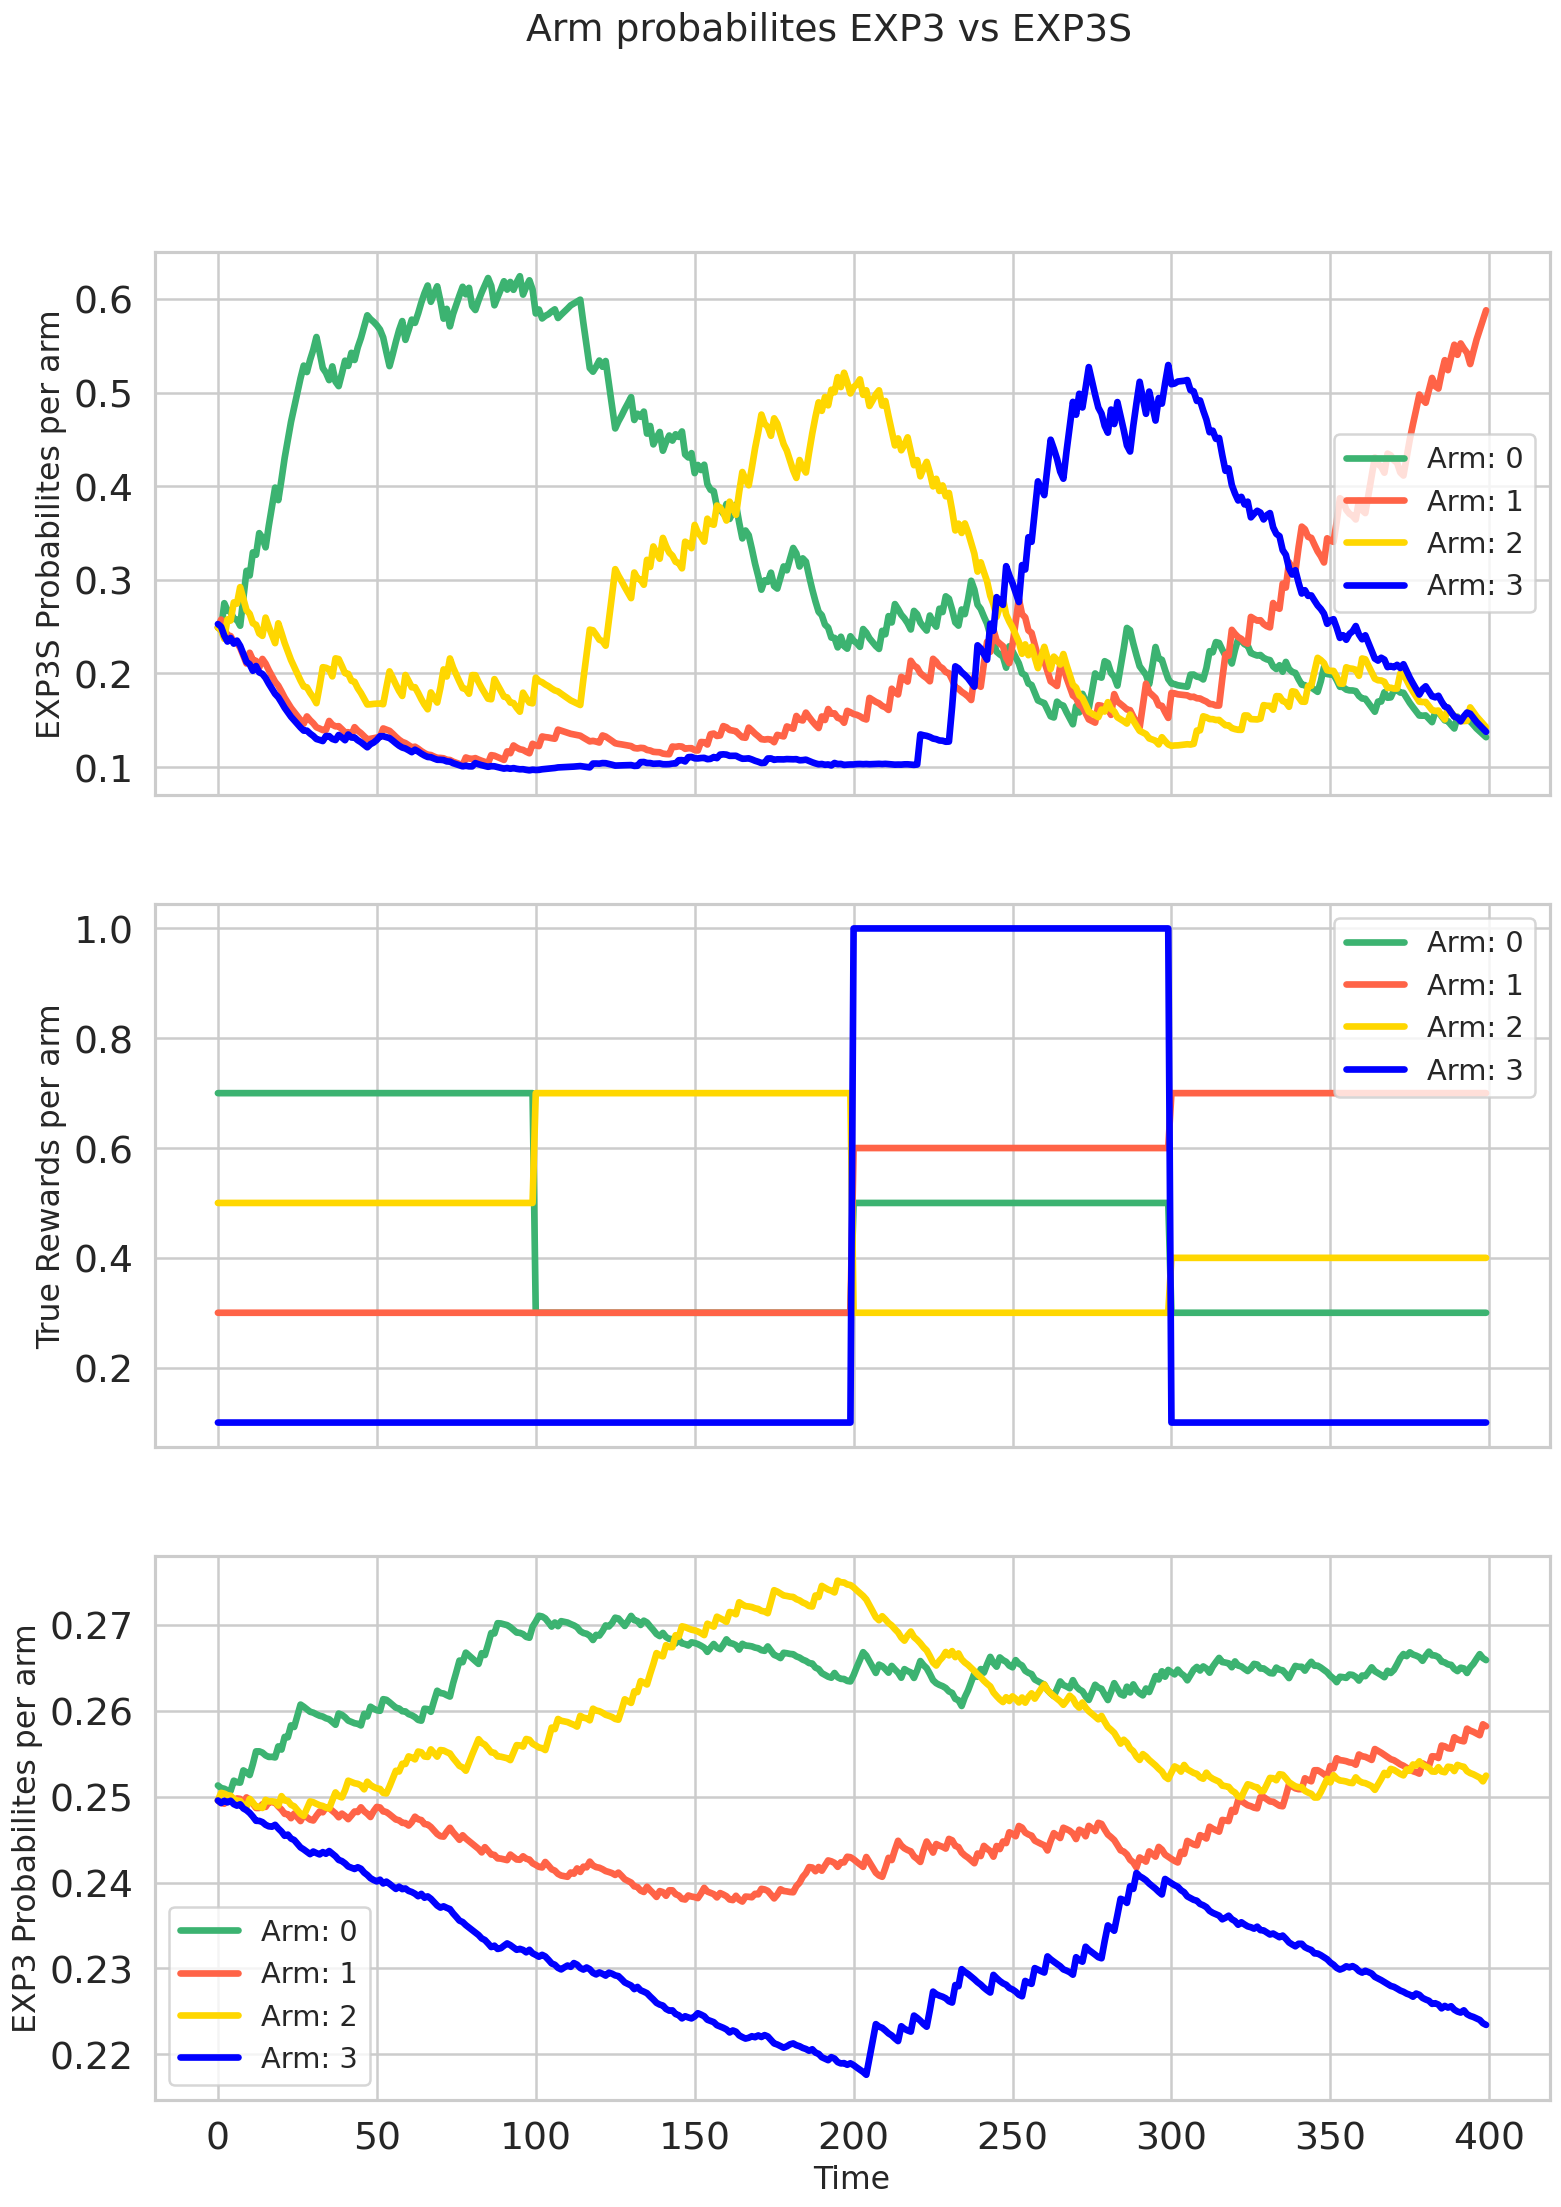 Arm probabilites EXP3 vs EXP3S
EXP3S Probabilites per arm
0.6
0.5
0.4
0.3
0.2
0.1
Arm: 0
Arm: 1
Arm: 2
Arm: 3
True Rewards per arm
1.0
0.8
0.6
0.4
0.2
Arm: 0
Arm: 1
Arm: 2
Arm: 3
EXP3 Probabilites per arm
0.27
0.26
0.25
0.24
0.23
0.22
Arm: 0
Arm: 1
Arm: 2
Arm: 3
0 50 100 150 200 250 300 350 400
Time